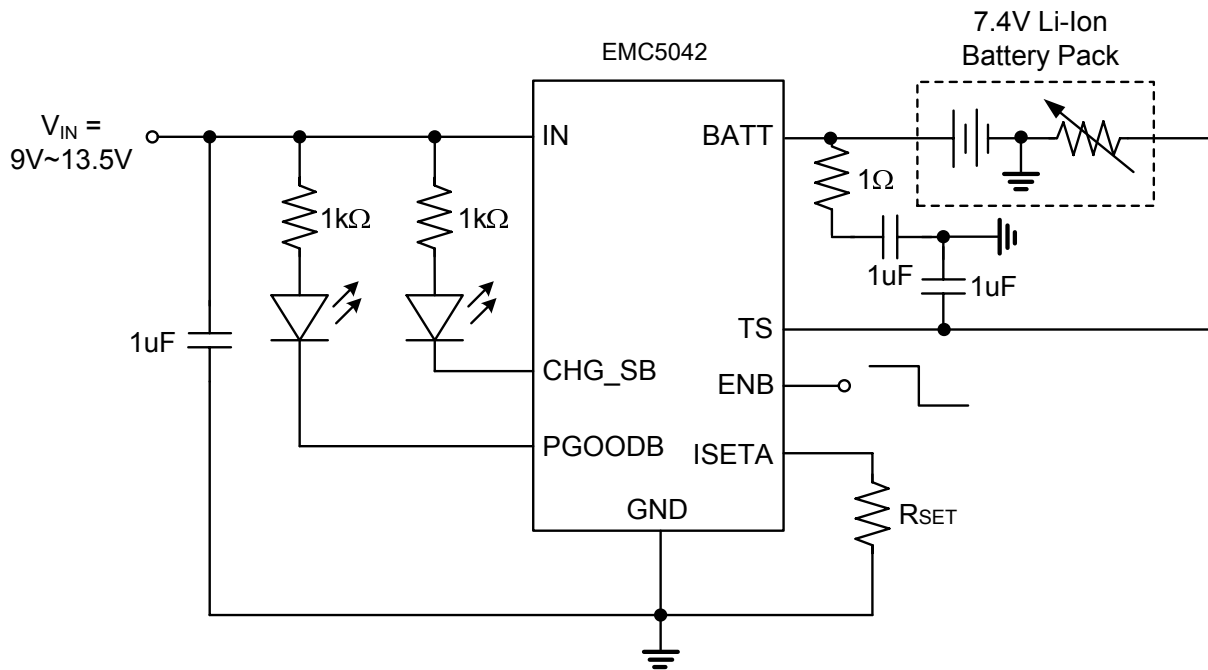 7.4V Li-Ion
Battery Pack
EMC5042
V_IN =
9V~13.5V
IN
BATT
1kΩ
1kΩ
1Ω
1uF
1uF
1uF
TS
CHG_SB
ENB
PGOODB
ISETA
GND
RSET